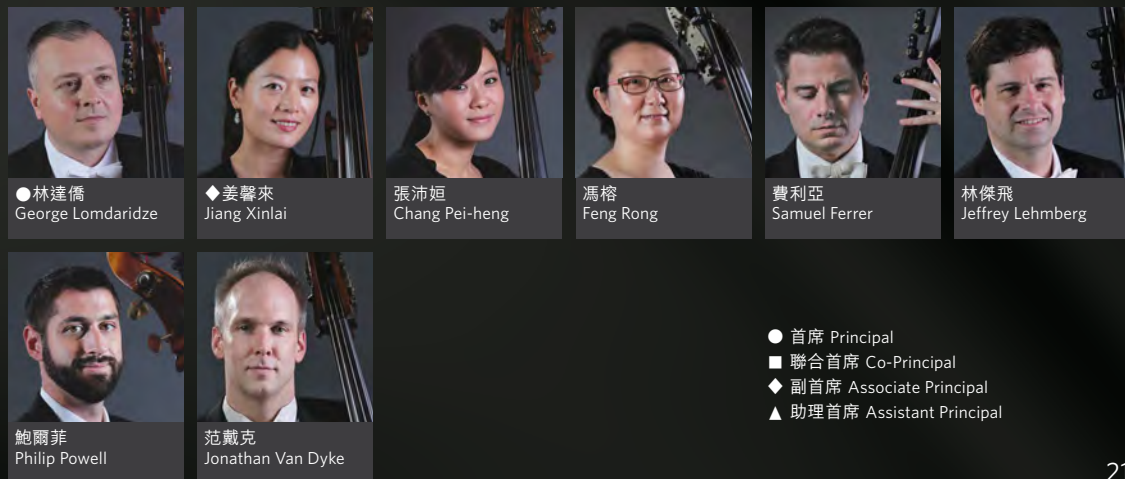 ●林達僑
George Lomdaridze
◆姜馨來
Jiang Xinlai
張沛姮
Chang Pei-heng
馮榕
Feng Rong
費利亞
Samuel Ferrer
林傑飛
Jeffrey Lehmberg
鮑爾菲
Philip Powell
范戴克
Jonathan Van Dyke
● 首席 Principal
■ 聯合首席 Co-Principal
◆ 副首席 Associate Principal
▲ 助理首席 Assistant Principal